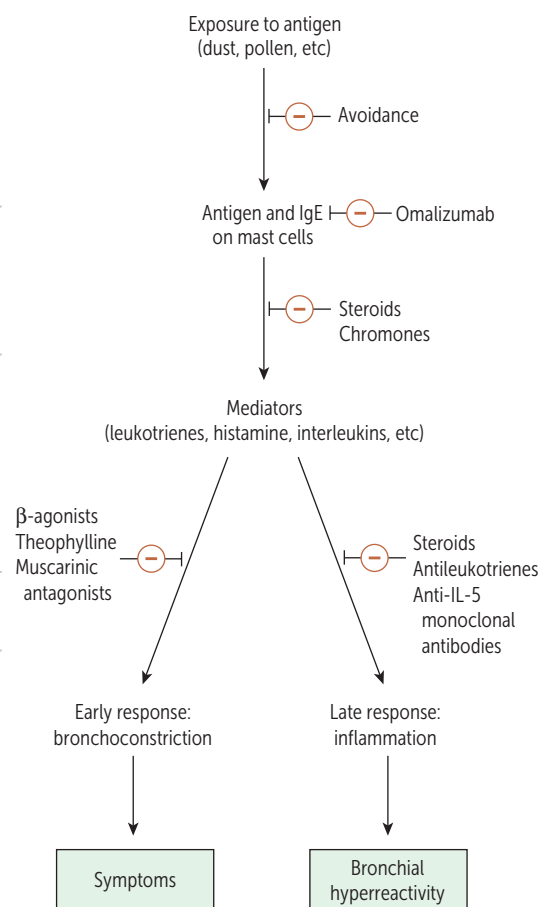 Exposure to antigen
(dust, pollen, etc)
Avoidance
Antigen and IgE
on mast cells
Omalizumab
Steroids
Chromones
Mediators
(leukotrienes, histamine, interleukins, etc)
β-agonists
Theophylline
Muscarinic
antagonists
Steroids
Antileukotrienes
Anti-IL-5
monoclonal
antibodies
Early response:
bronchoconstriction
Late response:
inflammation
Symptoms
Bronchial
hyperreactivity